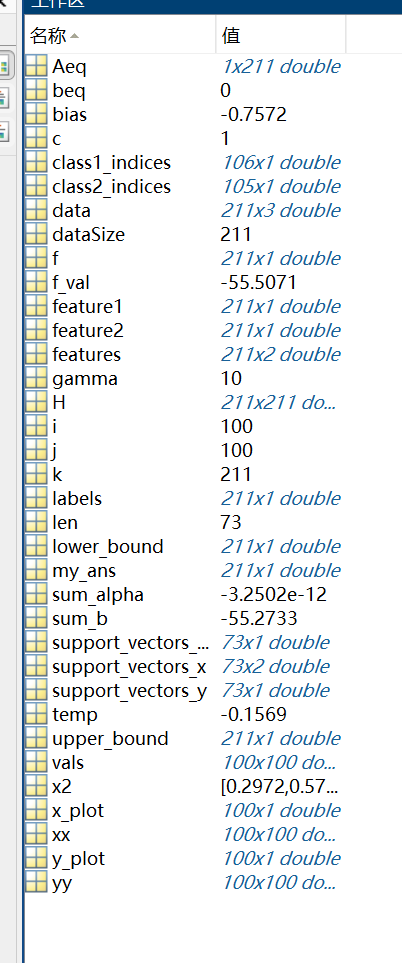 工作区
名称 值
Aeq 1x211 double
beq 0
bias -0.7572
c 1
class1_indices 106x1 double
class2_indices 105x1 double
data 211x3 double
dataSize 211
f 211x1 double
f_val -55.5071
feature1 211x1 double
feature2 211x1 double
features 211x2 double
gamma 10
H 211x211 do...
i 100
j 100
k 211
labels 211x1 double
len 73
lower_bound 211x1 double
my_ans 211x1 double
sum_alpha -3.2502e-12
sum_b -55.2733
support_vectors_... 73x1 double
support_vectors_x 73x2 double
support_vectors_y 73x1 double
temp -0.1569
upper_bound 211x1 double
vals 100x100 do...
x2 [0.2972,0.57...
x_plot 100x1 double
xx 100x100 do...
y_plot 100x1 double
yy 100x100 do...